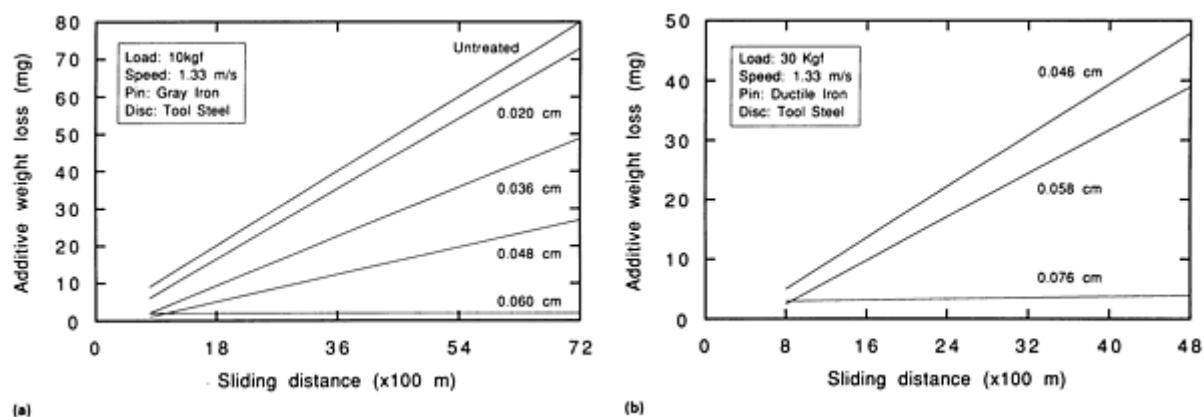 80
70
60
50
40
30
20
10
0
Additive weight loss (mg)
Load: 10kgf
Speed: 1.33 m/s
Pin: Gray Iron
Disc: Tool Steel
Untreated
0.020 cm
0.036 cm
0.048 cm
0.060 cm
0 18 36 54 72
Sliding distance (x100 m)
(a)
50
40
30
20
10
0
Additive weight loss (mg)
Load: 30 Kgf
Speed: 1.33 m/s
Pin: Ductile Iron
Disc: Tool Steel
0.046 cm
0.058 cm
0.076 cm
0 8 16 24 32 40 48
Sliding distance (x100 m)
(b)